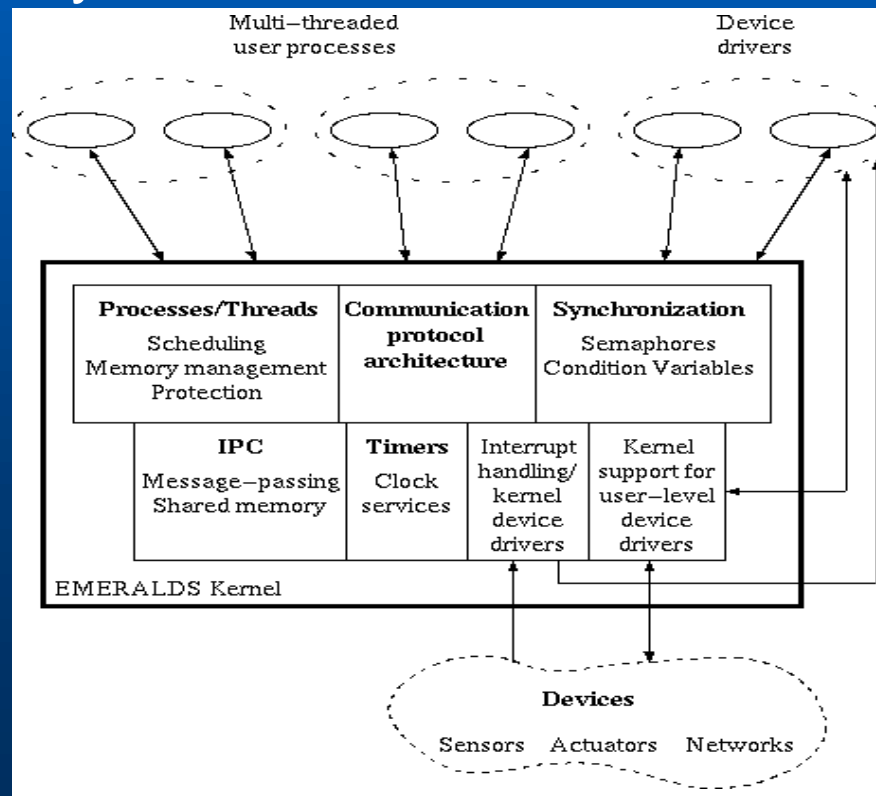 Multi−threaded
user processes
Device
drivers
Processes/Threads
Scheduling
Memory management
Protection
Communication
protocol
architecture
Synchronization
Semaphores
Condition Variables
IPC
Message−passing
Shared memory
Timers
Clock
services
Interrupt
handling/
kernel
device
drivers
Kernel
support for
user−level
device
drivers
EMERALDS Kernel
Devices
Sensors Actuators Networks